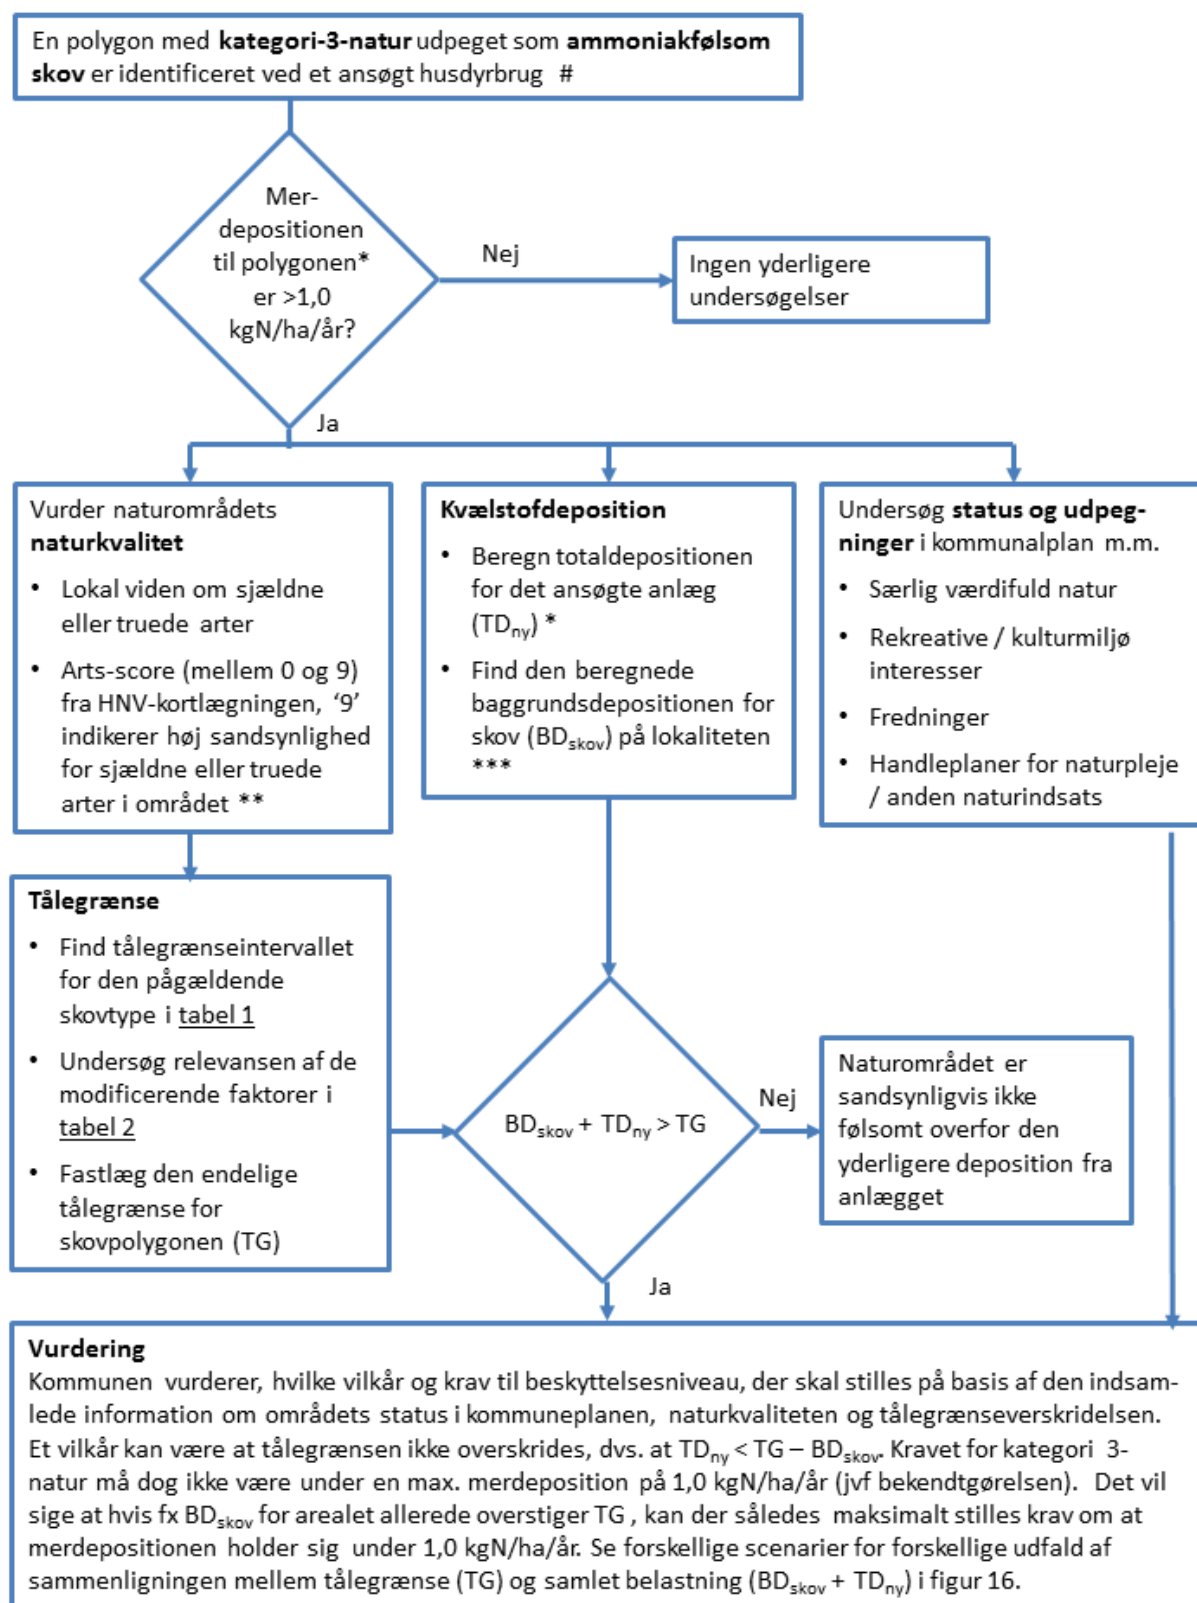 En polygon med kategori-3-natur udpeget som ammoniakfølsom
skov er identificeret ved et ansøgt husdyrbrug #
Mer-
depositionen
til polygonen*
er >1,0
kgN/ha/år?
Nej
Ingen yderligere
undersøgelser
Ja
Vurder naturområdets
naturkvalitet
• Lokal viden om sjældne
eller truede arter
• Arts-score (mellem 0 og 9)
fra HNV-kortlægningen, ‘9’
indikerer høj sandsynlighed
for sjældne eller truede
arter i området **
Kvælstofdeposition
• Beregn totaldepositionen
for det ansøgte anlæg
(TDny) *
• Find den beregnede
baggrundsdepositionen for
skov (BDskov) på lokaliteten
***
Undersøg status og udpeg-
ninger i kommunalplan m.m.
• Særlig værdifuld natur
• Rekreative / kulturmiljø
interesser
• Fredninger
• Handleplaner for naturpleje
/ anden naturindsats
Tålegrænse
• Find tålegrænseintervallet
for den pågældende
skovtype i tabel 1
• Undersøg relevansen af de
modificerende faktorer i
tabel 2
• Fastlæg den endelige
tålegrænse for
skovpolygonen (TG)
BDskov + TDny > TG
Nej
Naturområdet er
sandsynligvis ikke
følsomt overfor den
yderligere deposition fra
anlægget
Ja
Vurdering
Kommunen vurderer, hvilke vilkår og krav til beskyttelsesniveau, der skal stilles på basis af den indsam-
lede information om områdets status i kommuneplanen, naturkvaliteten og tålegrænseverskridelsen.
Et vilkår kan være at tålegrænsen ikke overskrides, dvs. at TDny < TG – BDskov. Kravet for kategori 3-
natur må dog ikke være under en max. merdeposition på 1,0 kgN/ha/år (jvf bekendtgørelsen). Det vil
sige at hvis fx BDskov for arealet allerede overstiger TG , kan der således maksimalt stilles krav om at
merdepositionen holder sig under 1,0 kgN/ha/år. Se forskellige scenarier for forskellige udfald af
sammenligningen mellem tålegrænse (TG) og samlet belastning (BDskov + TDny) i figur 16.